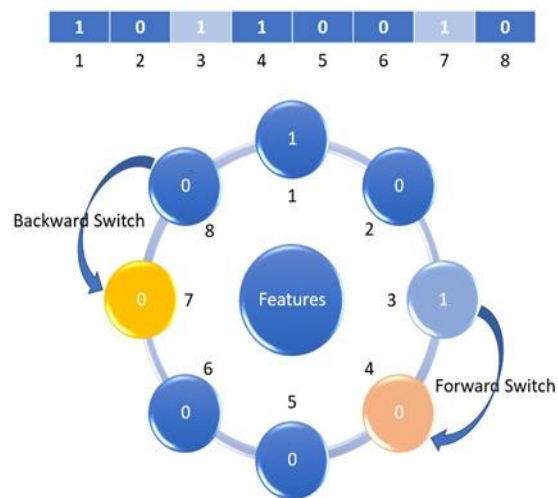 1 0 1 1 0 0 1 0
1 2 3 4 5 6 7 8
1
0 0
1
Backward Switch 8 2
0 7 Features 3 1
6 4
Forward Switch
0 5 0
0